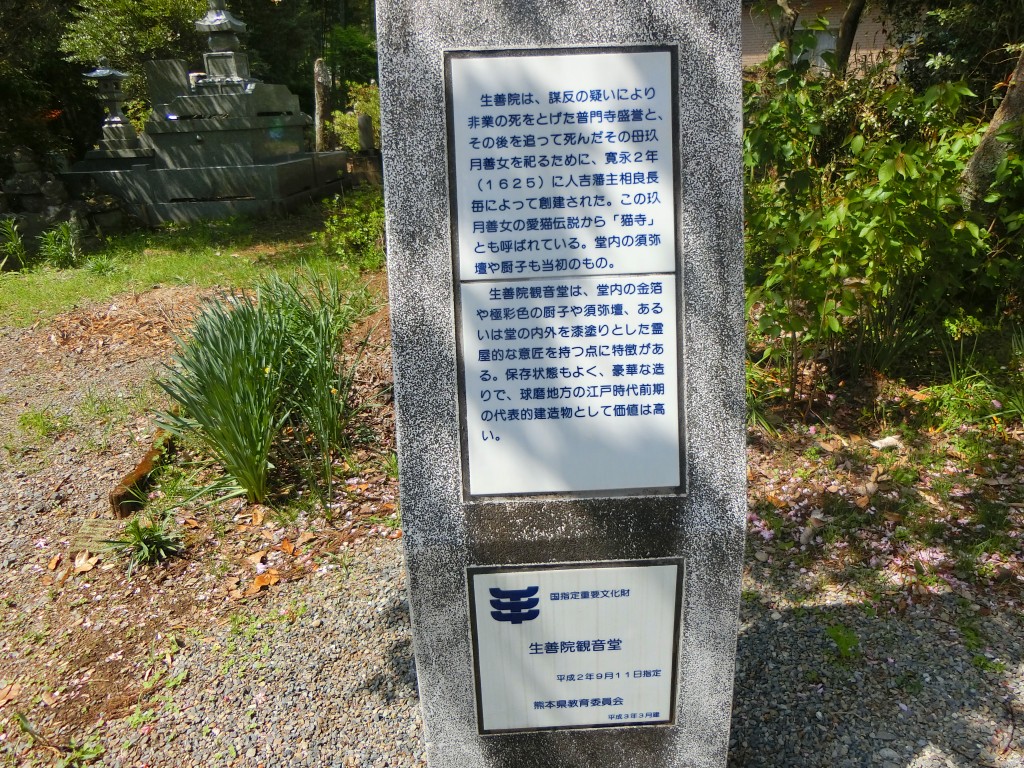 生善院は、謀反の疑いにより
非業の死をとげた普門寺盛誉と、
その後を追って死んだその母玖
月善女を祀るために、寛永2年
(1625)に人吉藩主相良長
毎によって創建された。この玖
月善女の愛猫伝説から「猫寺」
とも呼ばれている。堂内の須弥
壇や厨子も当初のもの。
生善院観音堂は、堂内の金箔
や極彩色の厨子や須弥壇、ある
いは堂の内外を漆塗りとした霊
屋的な意匠を持つ点に特徴があ
る。保存状態もよく、豪華な造
りで、球磨地方の江戸時代前期
の代表的建造物として価値は高
い。
国指定重要文化財
生善院観音堂
平成2年9月11日指定
熊本県教育委員会
平成3年3月建